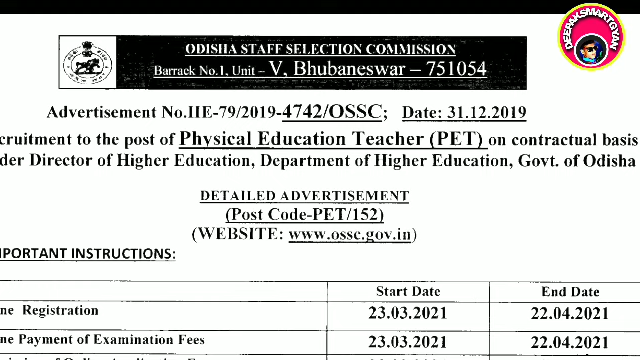 DEEPAKSMARTGYAN
ODISHA STAFF SELECTION COMMISSION
Barrack No.1, Unit – V, Bhubaneswar – 751054
Advertisement No.IIE-79/2019-4742/OSSC; Date: 31.12.2019
cruitment to the post of Physical Education Teacher (PET) on contractual basis
der Director of Higher Education, Department of Higher Education, Govt. of Odisha
DETAILED ADVERTISEMENT
(Post Code-PET/152)
(WEBSITE: www.ossc.gov.in)
PORTANT INSTRUCTIONS:
Start Date End Date
ne Registration 23.03.2021 22.04.2021
ne Payment of Examination Fees 23.03.2021 22.04.2021